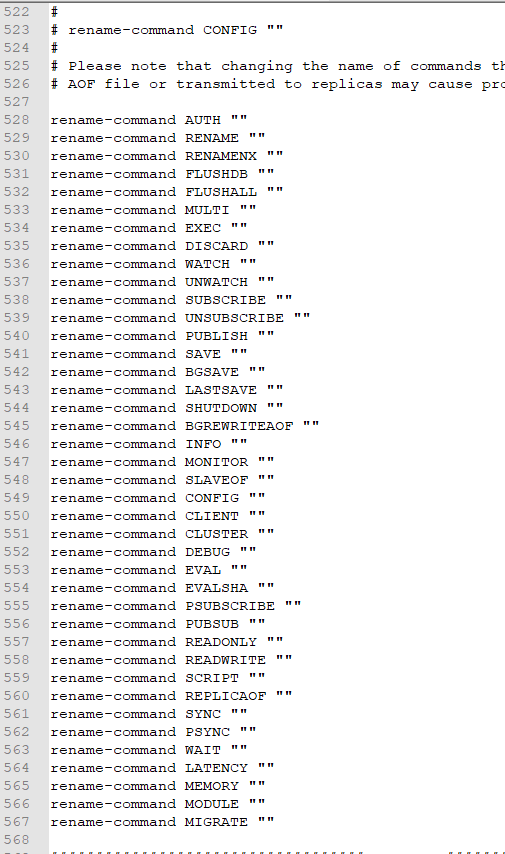 522 #
523 # rename-command CONFIG ""
524 #
525 # Please note that changing the name of commands th
526 # AOF file or transmitted to replicas may cause pro
527
528 rename-command AUTH ""
529 rename-command RENAME ""
530 rename-command RENAMENX ""
531 rename-command FLUSHDB ""
532 rename-command FLUSHALL ""
533 rename-command MULTI ""
534 rename-command EXEC ""
535 rename-command DISCARD ""
536 rename-command WATCH ""
537 rename-command UNWATCH ""
538 rename-command SUBSCRIBE ""
539 rename-command UNSUBSCRIBE ""
540 rename-command PUBLISH ""
541 rename-command SAVE ""
542 rename-command BGSAVE ""
543 rename-command LASTSAVE ""
544 rename-command SHUTDOWN ""
545 rename-command BGREWRITEAOF ""
546 rename-command INFO ""
547 rename-command MONITOR ""
548 rename-command SLAVEOF ""
549 rename-command CONFIG ""
550 rename-command CLIENT ""
551 rename-command CLUSTER ""
552 rename-command DEBUG ""
553 rename-command EVAL ""
554 rename-command EVALSHA ""
555 rename-command PSUBSCRIBE ""
556 rename-command PUBSUB ""
557 rename-command READONLY ""
558 rename-command READWRITE ""
559 rename-command SCRIPT ""
560 rename-command REPLICAOF ""
561 rename-command SYNC ""
562 rename-command PSYNC ""
563 rename-command WAIT ""
564 rename-command LATENCY ""
565 rename-command MEMORY ""
566 rename-command MODULE ""
567 rename-command MIGRATE ""
568